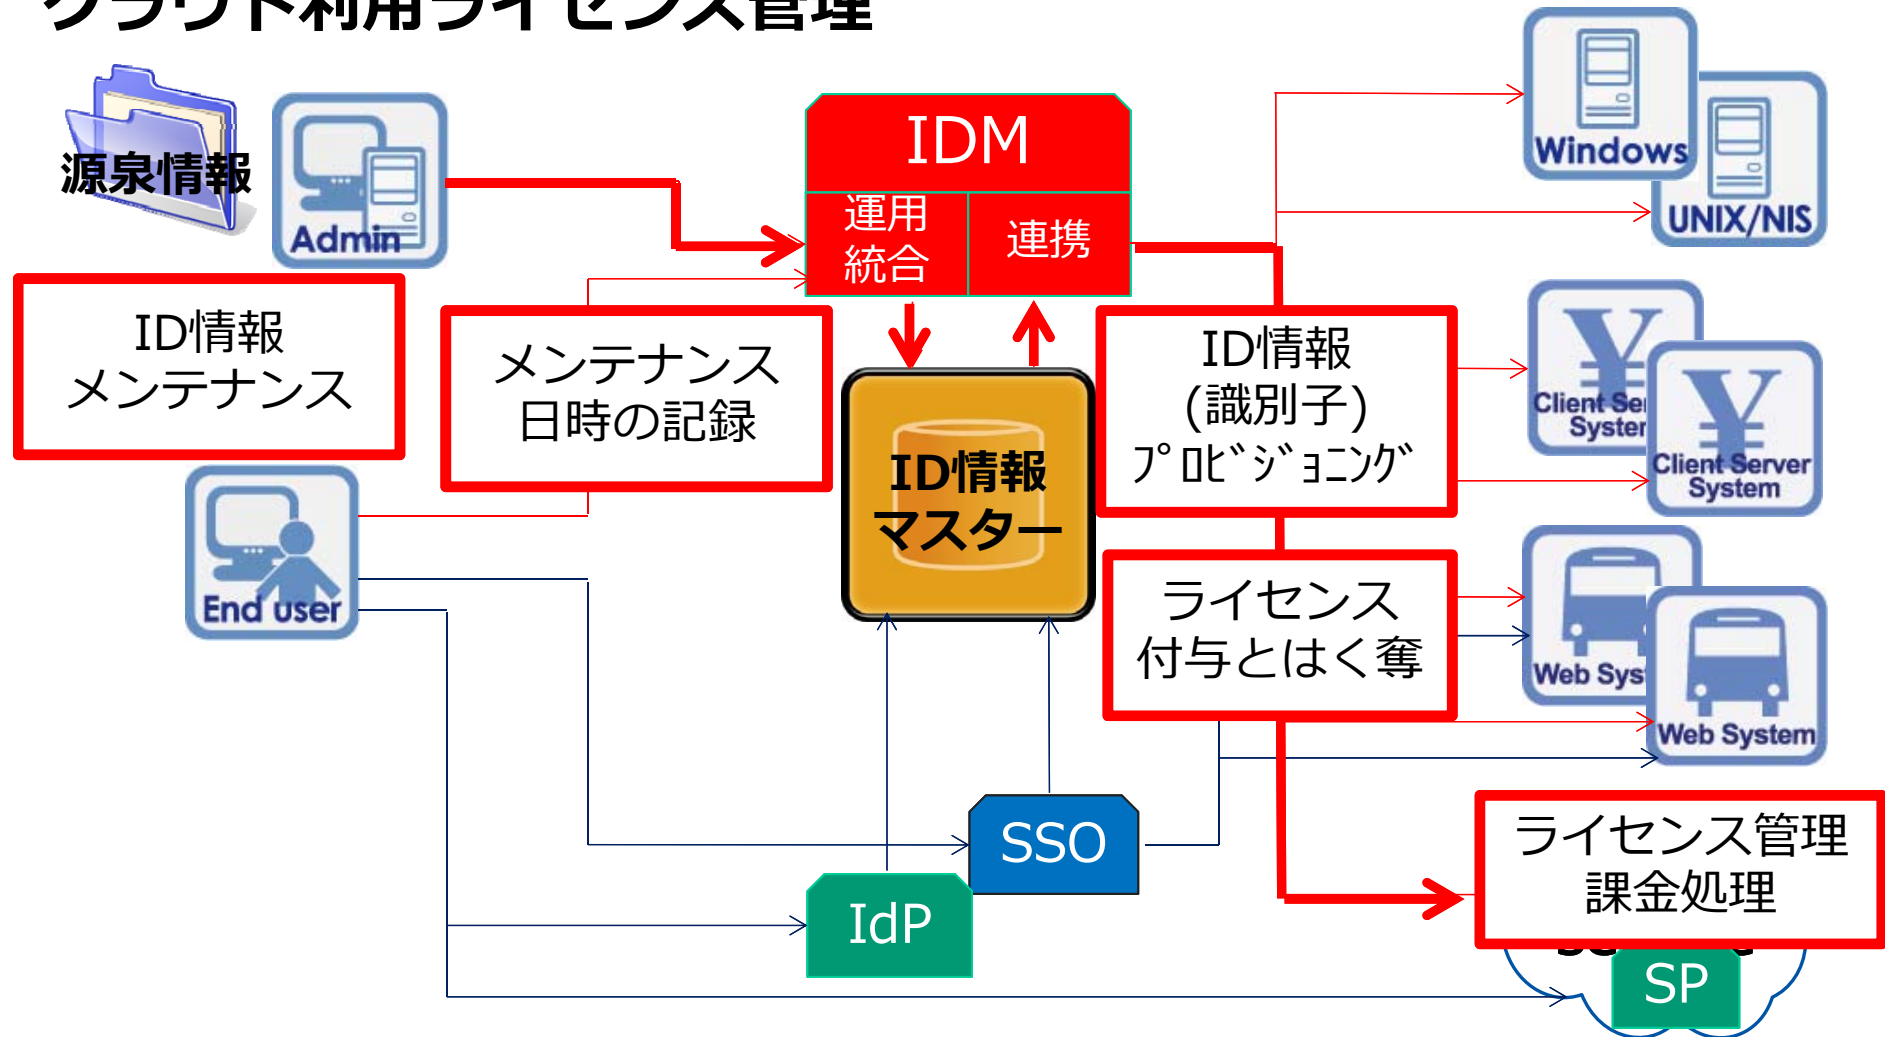 クラウド利用ライセンス管理
源泉情報
Admin
IDM
運用
統合
連携
Windows
UNIX/NIS
ID情報
メンテナンス
メンテナンス
日時の記録
ID情報
(識別子)
ﾌﾟﾛﾋﾞｼﾞｮﾆﾝｸﾞ
Client Ser
System
Client Server
System
ID情報
マスター
End user
ライセンス
付与とはく奪
Web Sys
Web System
SSO
IdP
ライセンス管理
課金処理
SP